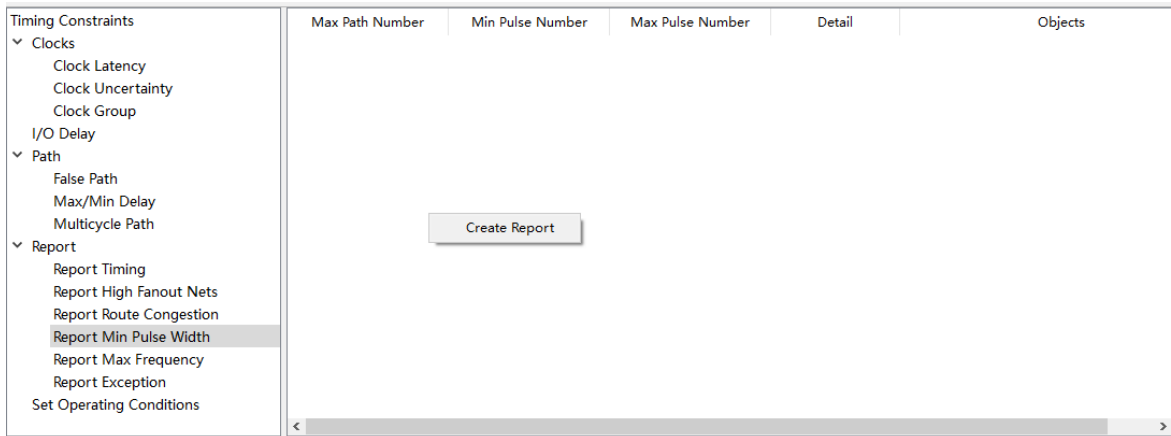 Timing Constraints
Clocks
Clock Latency
Clock Uncertainty
Clock Group
I/O Delay
Path
False Path
Max/Min Delay
Multicycle Path
Report
Report Timing
Report High Fanout Nets
Report Route Congestion
Report Min Pulse Width
Report Max Frequency
Report Exception
Set Operating Conditions
Max Path Number Min Pulse Number Max Pulse Number Detail Objects
Create Report